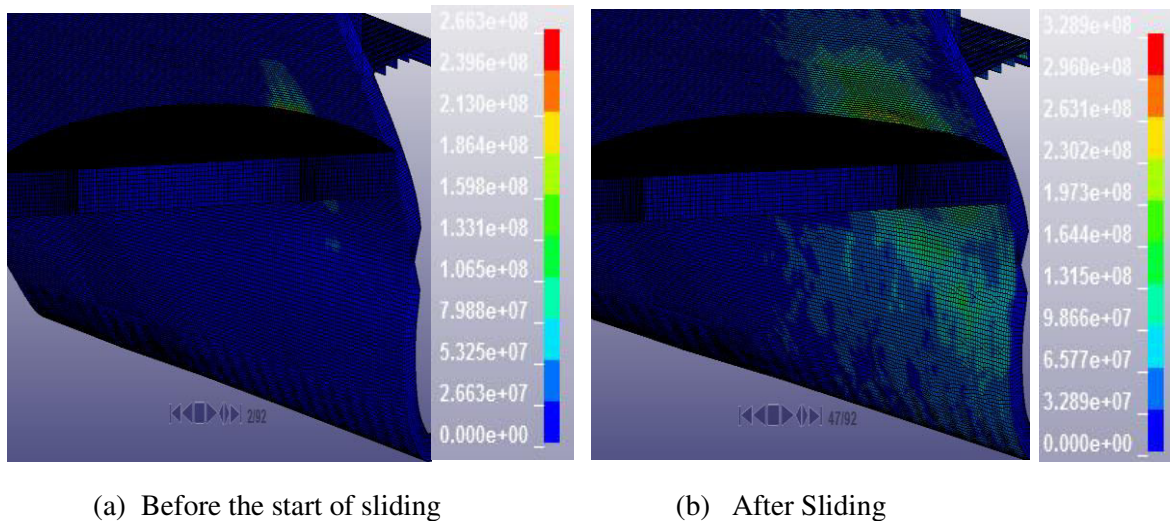 2.663e+08
2.396e+08
2.130e+08
1.864e+08
1.598e+08
1.331e+08
1.065e+08
7.988e+07
5.325e+07
2.663e+07
0.000e+00
2/92
3.289e+08
2.960e+08
2.631e+08
2.302e+08
1.973e+08
1.644e+08
1.315e+08
9.866e+07
6.577e+07
3.289e+07
0.000e+00
47/92
(a) Before the start of sliding
(b) After Sliding